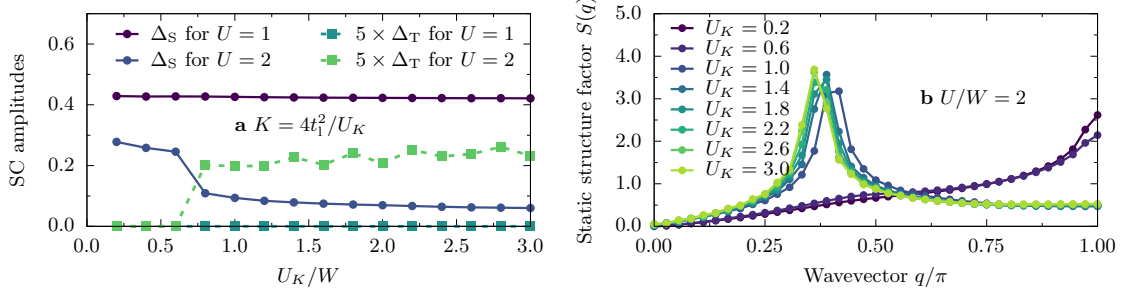 SC amplitudes
0.6
0.4
0.2
0.0
Δ_S for U = 1
Δ_S for U = 2
5 × Δ_T for U = 1
5 × Δ_T for U = 2
a K = 4t_1^2/U_K
0.0 0.5 1.0 1.5 2.0 2.5 3.0
U_K/W
Static structure factor S(q)
5.0
4.0
3.0
2.0
1.0
0.0
U_K = 0.2
U_K = 0.6
U_K = 1.0
U_K = 1.4
U_K = 1.8
U_K = 2.2
U_K = 2.6
U_K = 3.0
b U/W = 2
0.00 0.25 0.50 0.75 1.00
Wavevector q/π